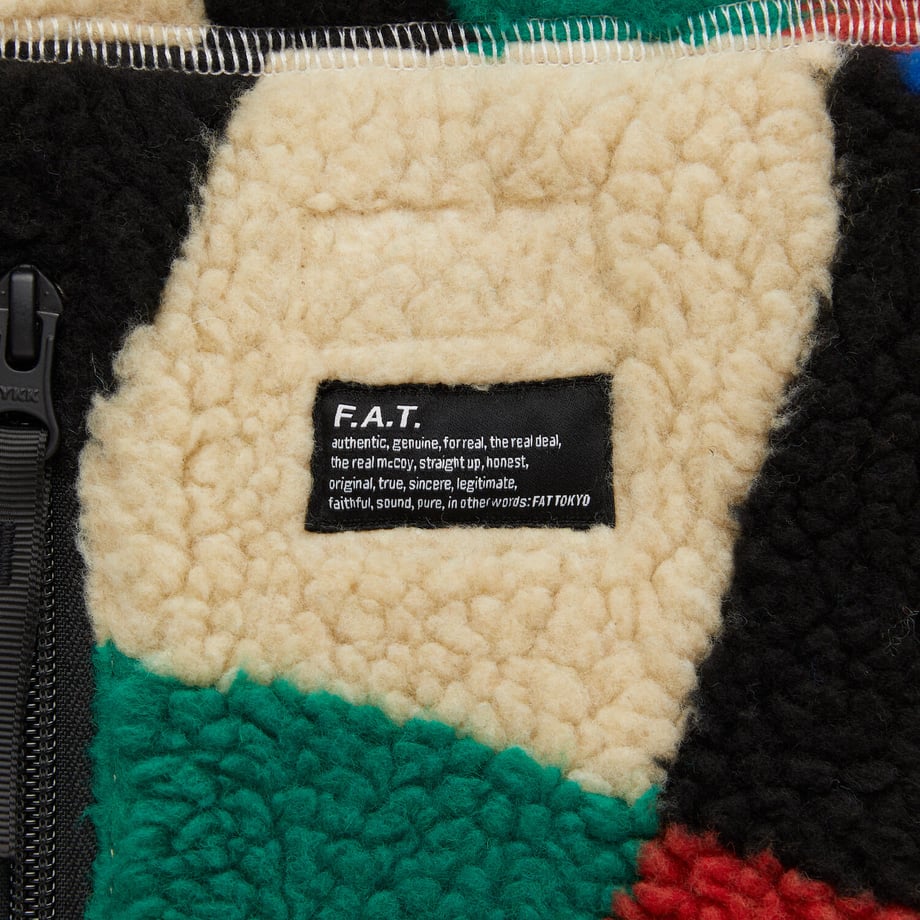 YKK
F.A.T.
authentic, genuine, for real, the real deal,
the real mccoy, straight up, honest,
original, true, sincere, legitimate,
faithful, sound, pure, in other words: FAT TOKYO